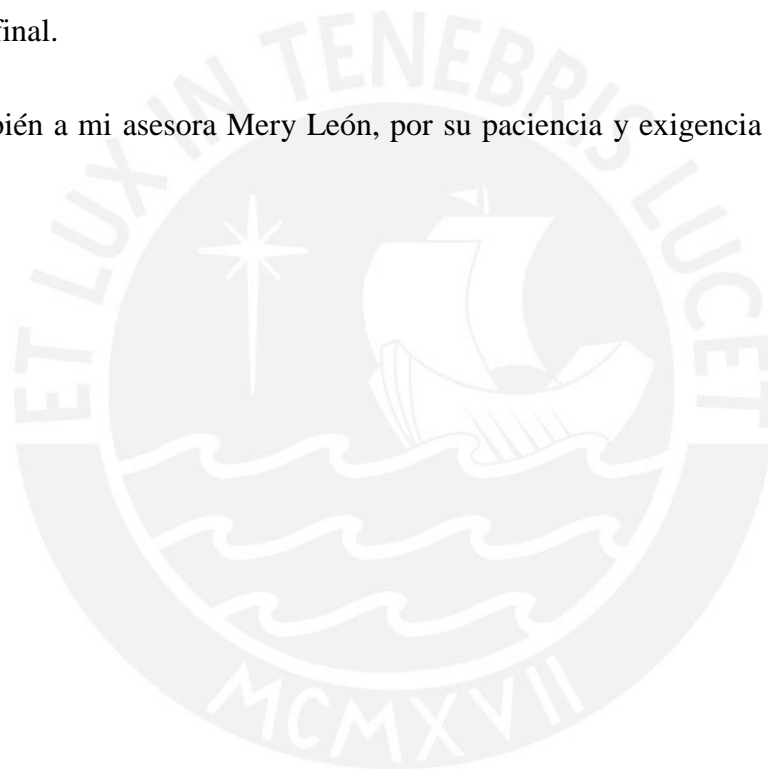 final.
bién a mi asesora Mery León, por su paciencia y exigencia
ET LUX IN TENEBRIS LUCET
MCMXVII